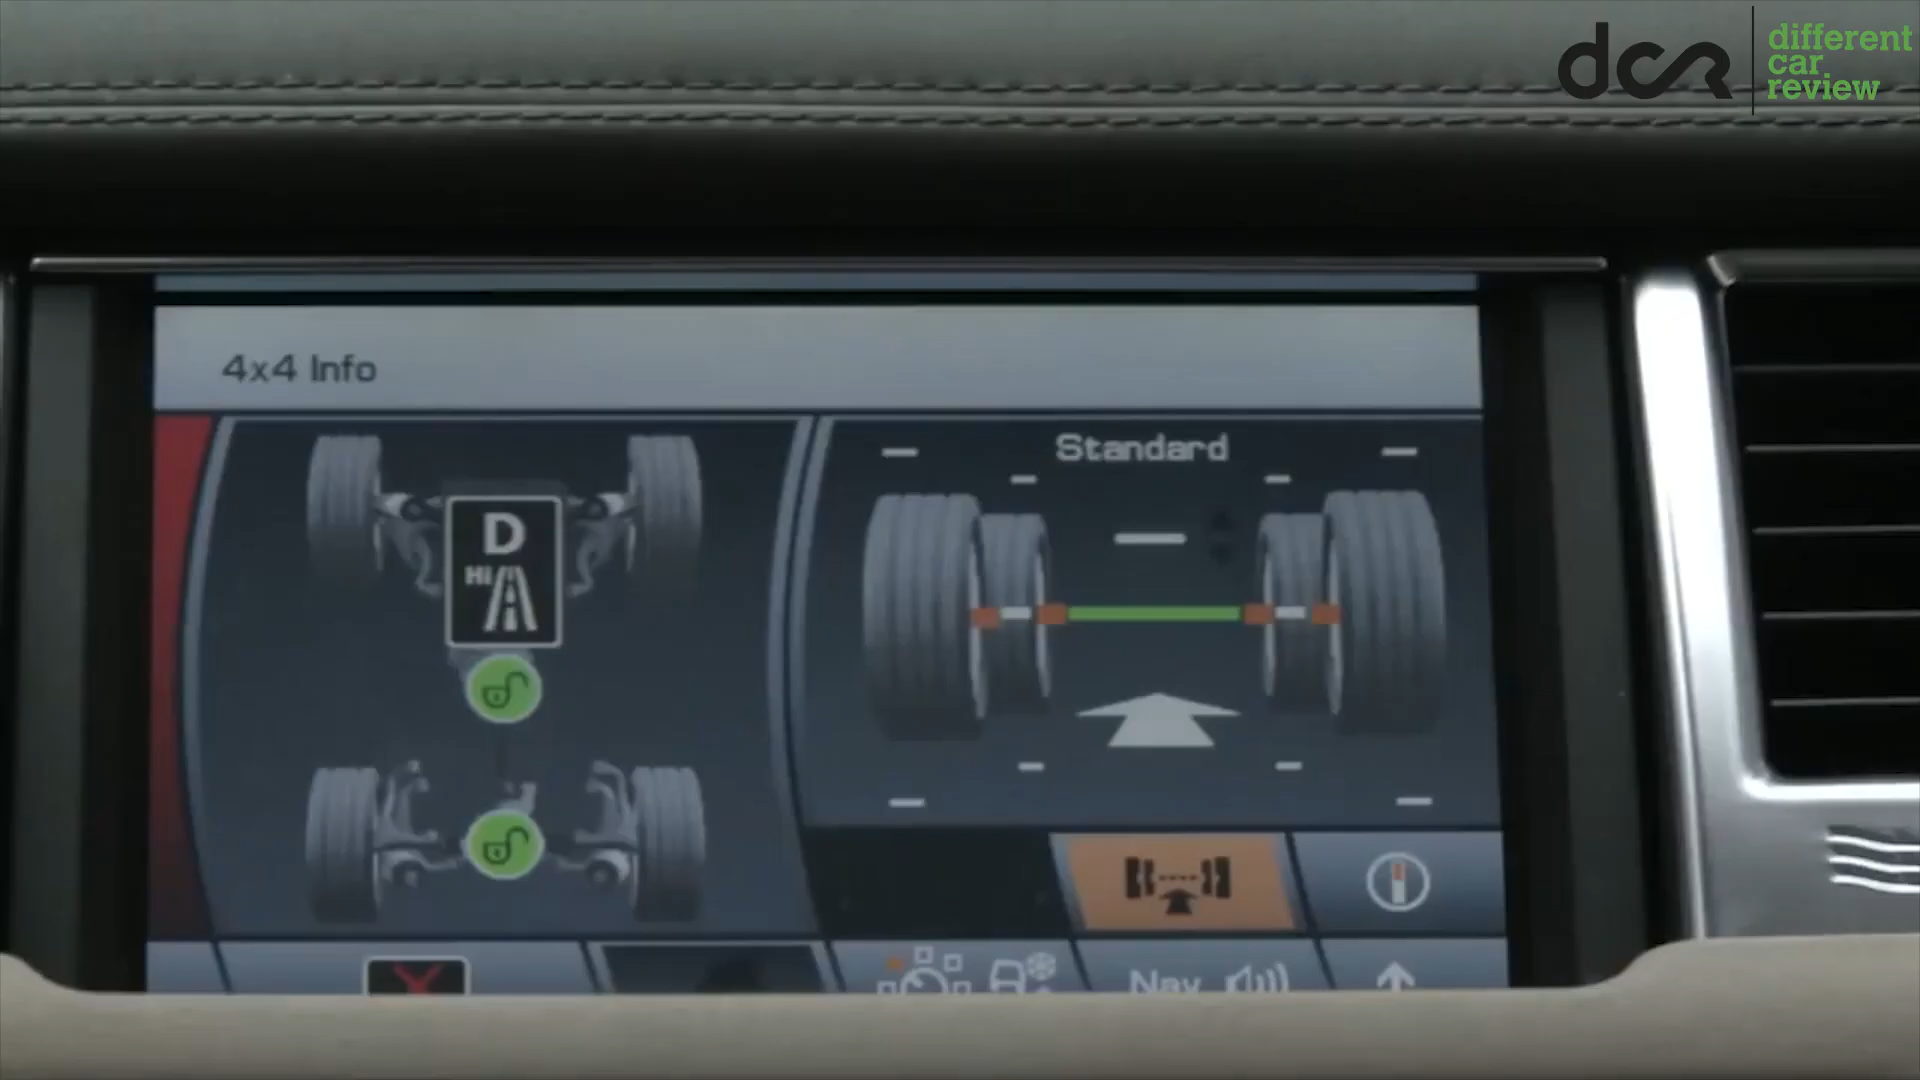 dcr
different
car
review
4x4 Info
Standard
D
Hi
Nav